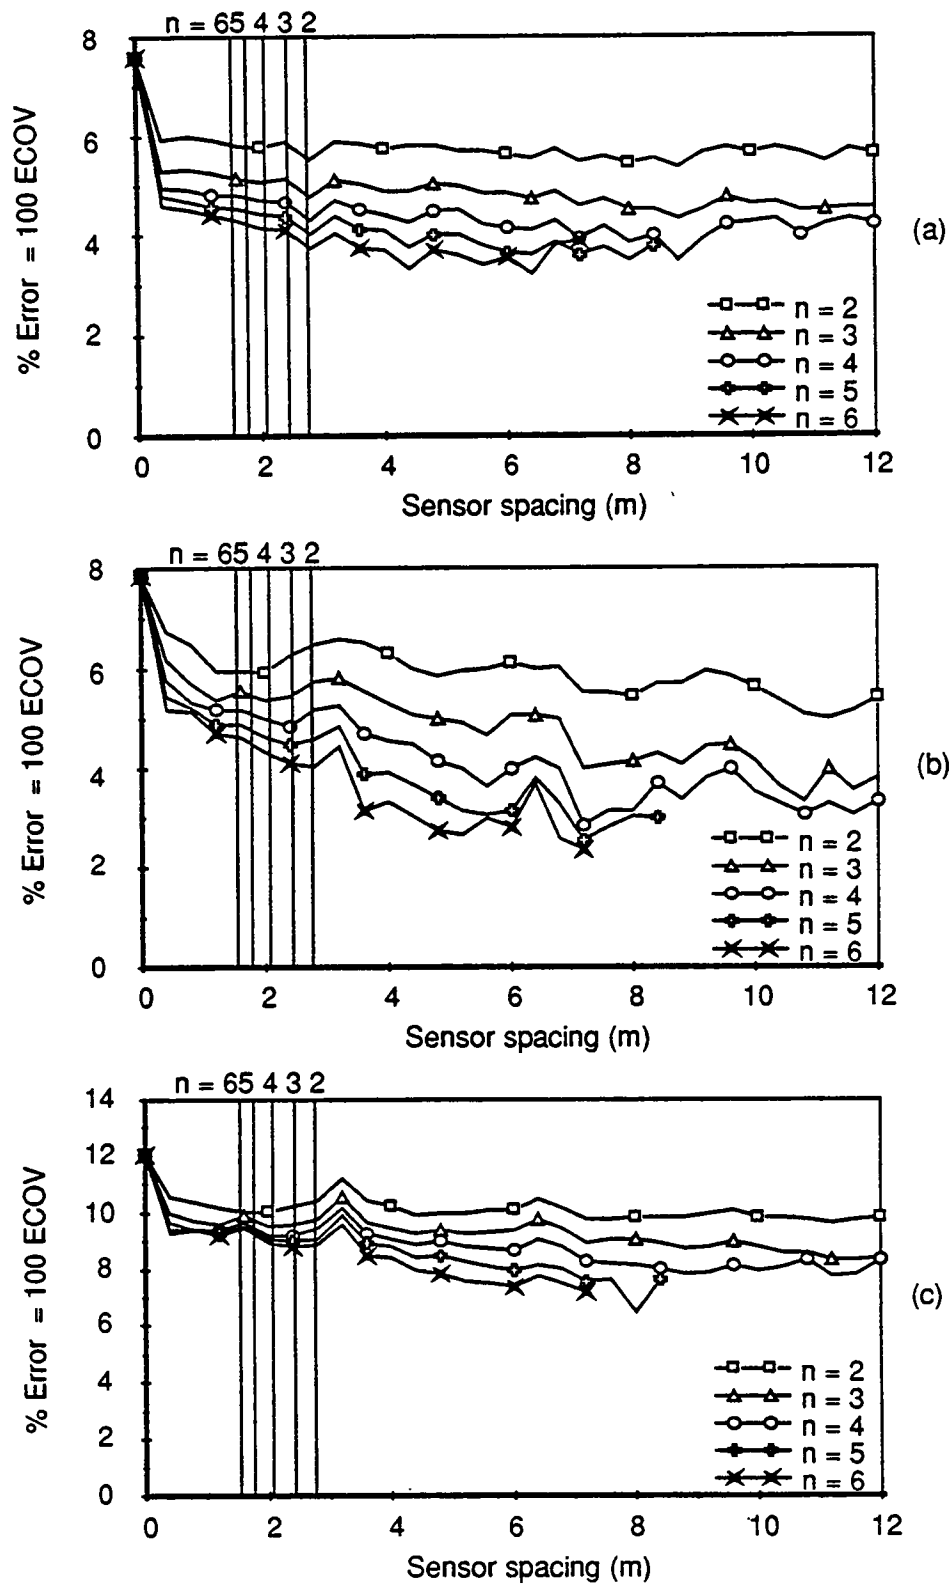 n = 65 4 3 2
8
6
4
2
0
% Error = 100 ECOV
(a)
n = 2
n = 3
n = 4
n = 5
n = 6
0 2 4 6 8 10 12
Sensor spacing (m)
n = 65 4 3 2
8
6
4
2
0
% Error = 100 ECOV
(b)
n = 2
n = 3
n = 4
n = 5
n = 6
0 2 4 6 8 10 12
Sensor spacing (m)
n = 65 4 3 2
14
12
10
8
6
4
2
0
% Error = 100 ECOV
(c)
n = 2
n = 3
n = 4
n = 5
n = 6
0 2 4 6 8 10 12
Sensor spacing (m)